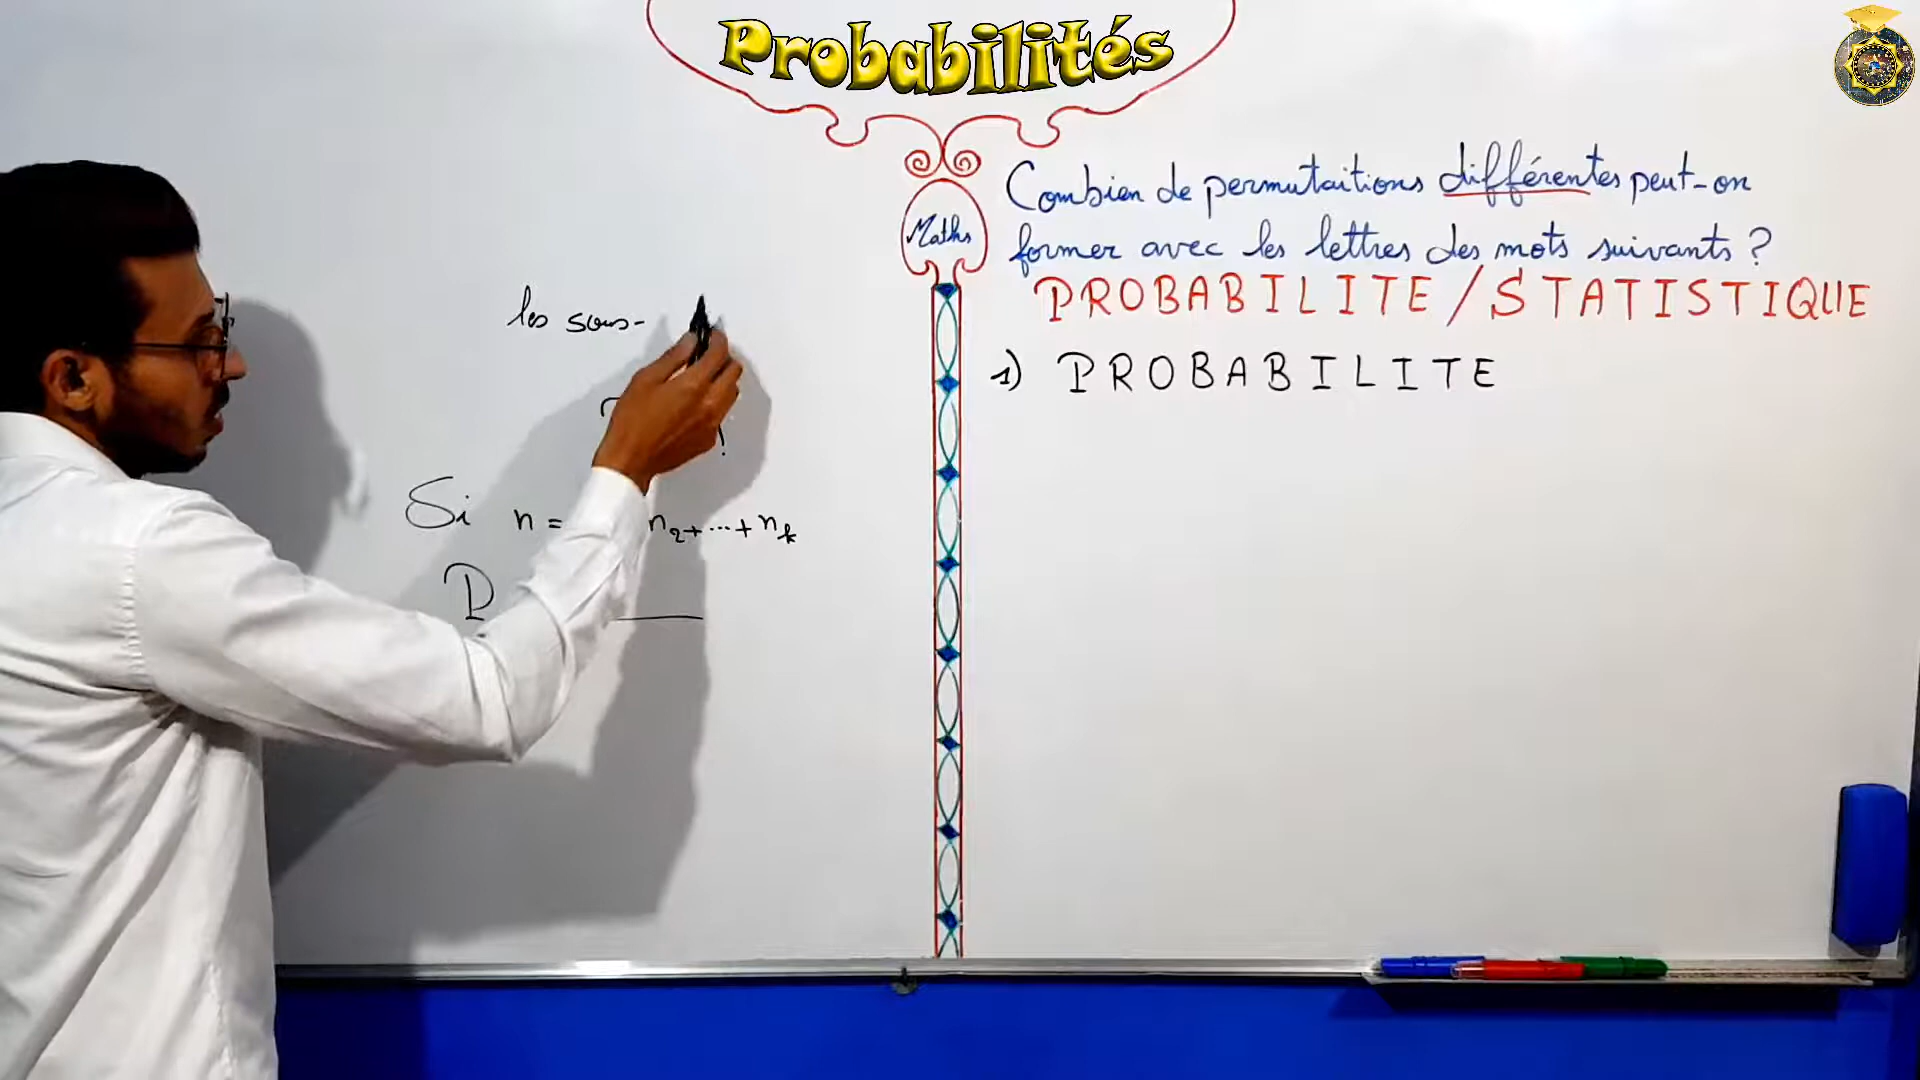 Probabilités
Maths
Combien de permutaitions différentes peut-on
former avec les lettres des mots suivants ?
PROBABILITE / STATISTIQUE
1) PROBABILITE
les sous-
!
Si n = n₂ + ... + nₖ
P